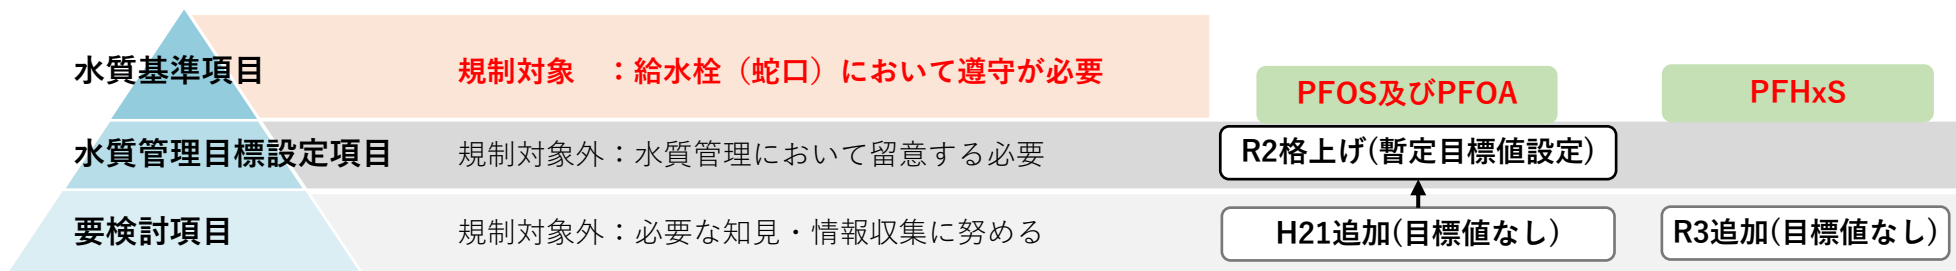 水質基準項目
規制対象　：給水栓（蛇口）において遵守が必要
PFOS及びPFOA
PFHxS
水質管理目標設定項目
規制対象外：水質管理において留意する必要
R2格上げ(暫定目標値設定)
要検討項目
規制対象外：必要な知見・情報収集に努める
H21追加(目標値なし)
R3追加(目標値なし)